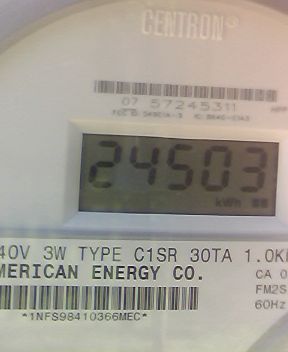 CENTRON®
07 57245311
24503
kWh
40V 3W TYPE C1SR 30TA 1.0K
MERICAN ENERGY CO.
CA 0
FM2S
60Hz
*1NFS98410366MEC*